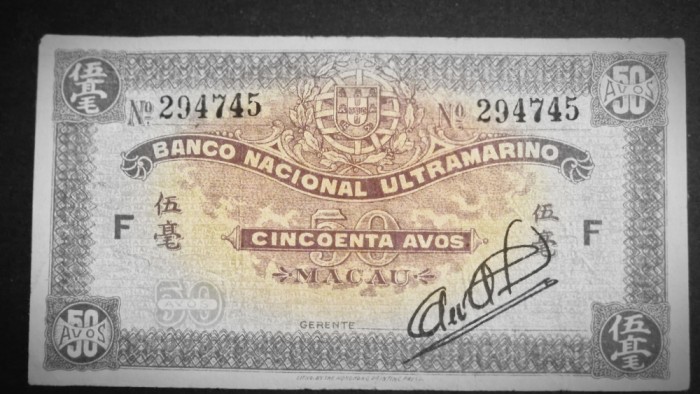 伍毫
50 AVOS
Nº 294745
Nº 294745
BANCO NACIONAL ULTRAMARINO
伍毫
伍毫
50
F
F
CINCOENTA AVOS
MACAU
50
GERENTE
50 AVOS
伍毫